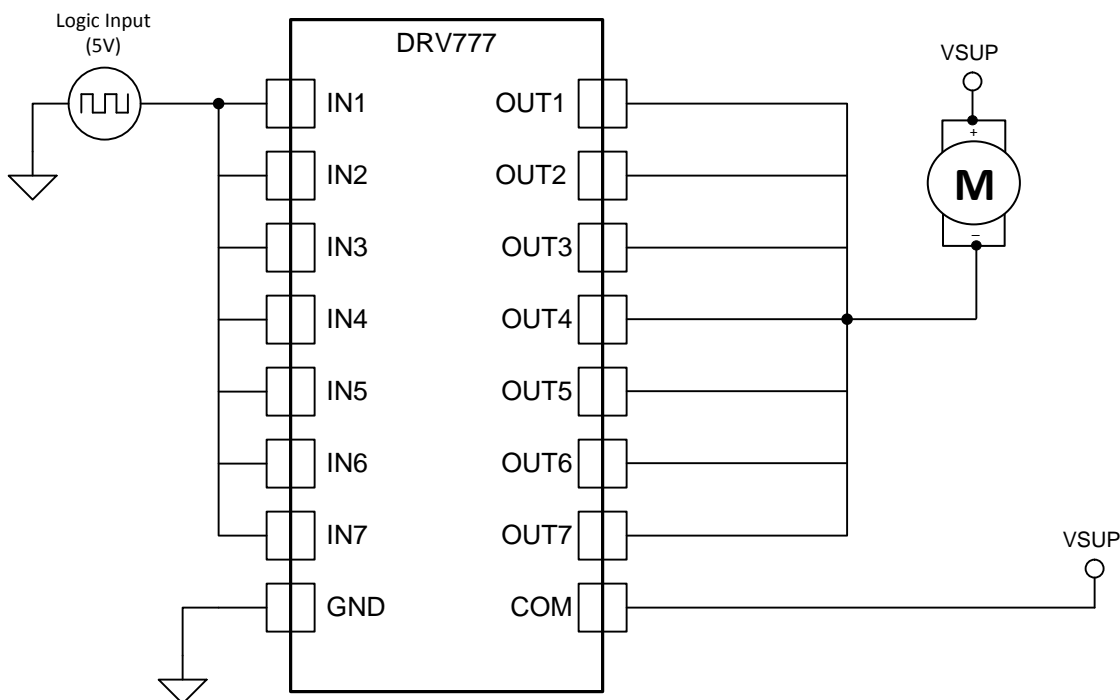 Logic Input
(5V)
DRV777
VSUP
IN1
OUT1
+
IN2
OUT2
M
IN3
OUT3
–
IN4
OUT4
IN5
OUT5
IN6
OUT6
IN7
OUT7
VSUP
GND
COM